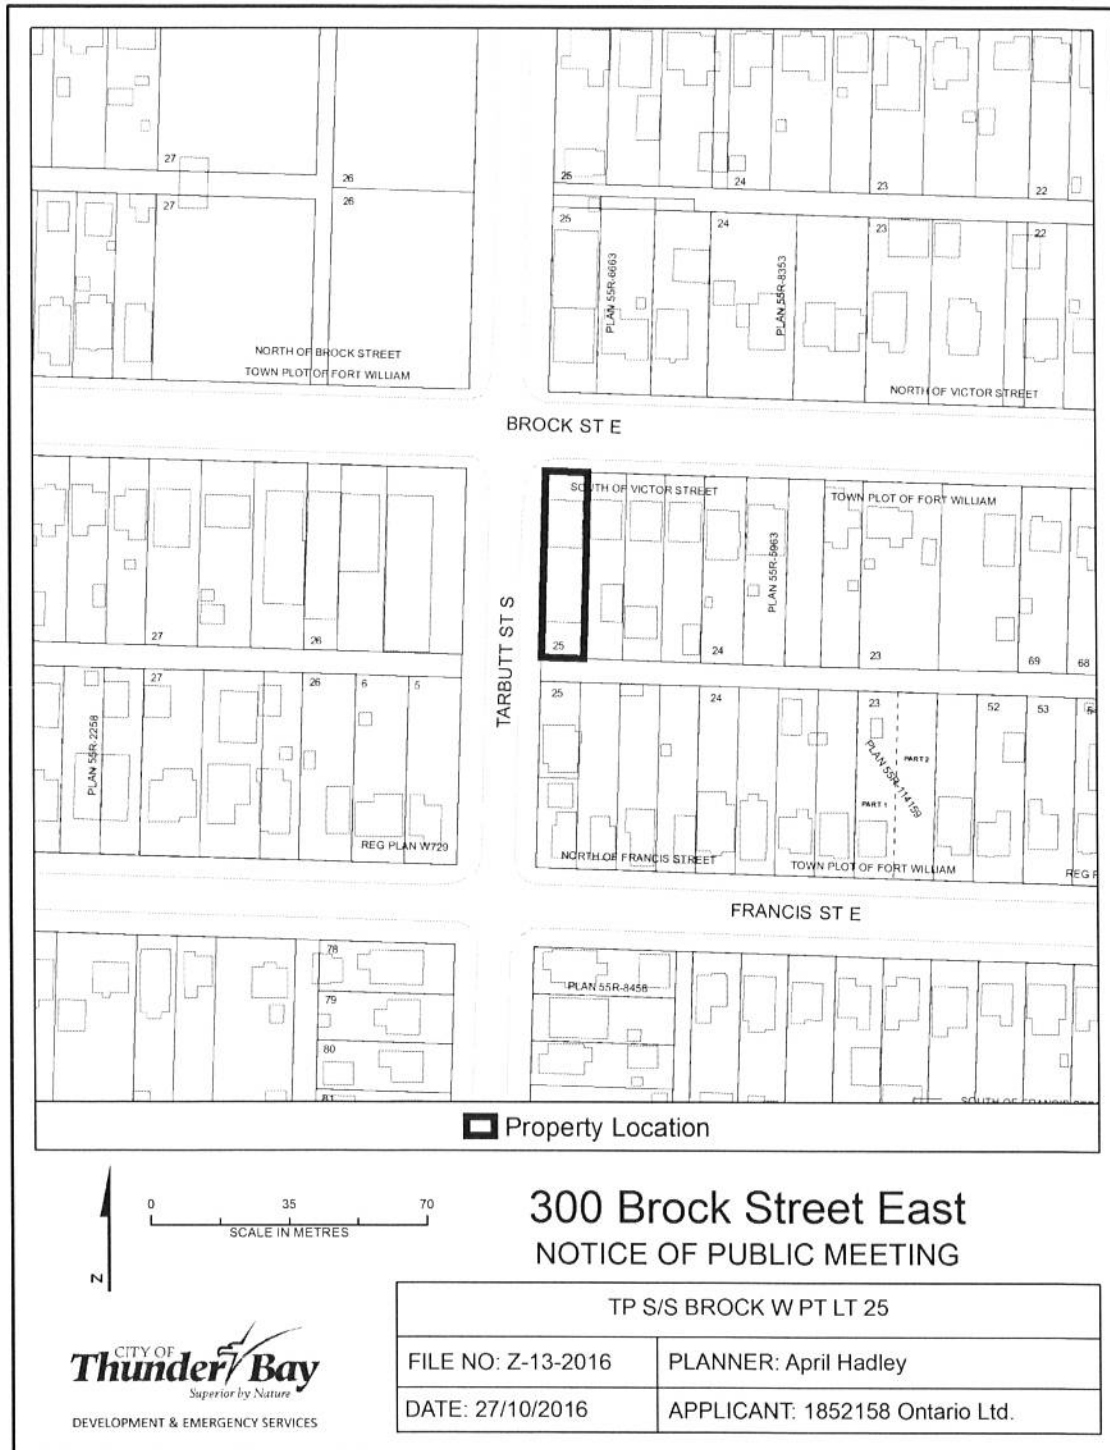 27
26
25
24
23
22
27
26
25
24
23
22
PLAN 55R-6663
PLAN 55R-8353
NORTH OF BROCK STREET
TOWN PLOT OF FORT WILLIAM
NORTH OF VICTOR STREET
BROCK ST E
SOUTH OF VICTOR STREET
TOWN PLOT OF FORT WILLIAM
PLAN 55R-5963
TARBUTT ST S
27
26
25
24
23
69
68
27
26
6
5
25
24
23
52
53
PLAN 55R-2258
PLAN 55R-114159
PART 2
PART 1
REG PLAN W729
NORTH OF FRANCIS STREET
TOWN PLOT OF FORT WILLIAM
REG P
FRANCIS ST E
78
PLAN 55R-8458
79
80
81
Property Location
0 35 70
SCALE IN METRES
N
300 Brock Street East
NOTICE OF PUBLIC MEETING
TP S/S BROCK W PT LT 25
FILE NO: Z-13-2016
PLANNER: April Hadley
DATE: 27/10/2016
APPLICANT: 1852158 Ontario Ltd.
CITY OF
Thunder Bay
Superior by Nature
DEVELOPMENT & EMERGENCY SERVICES